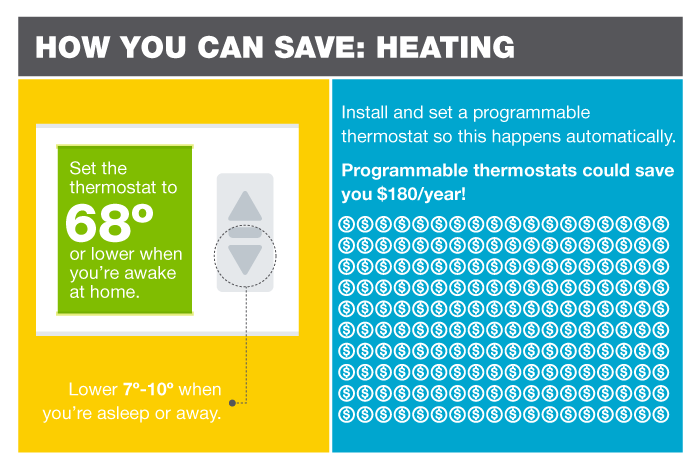 HOW YOU CAN SAVE: HEATING
Set the
thermostat to
68º
or lower when
you're awake
at home.
Lower 7º-10º when
you're asleep or away.
Install and set a programmable
thermostat so this happens automatically.
Programmable thermostats could save
you $180/year!